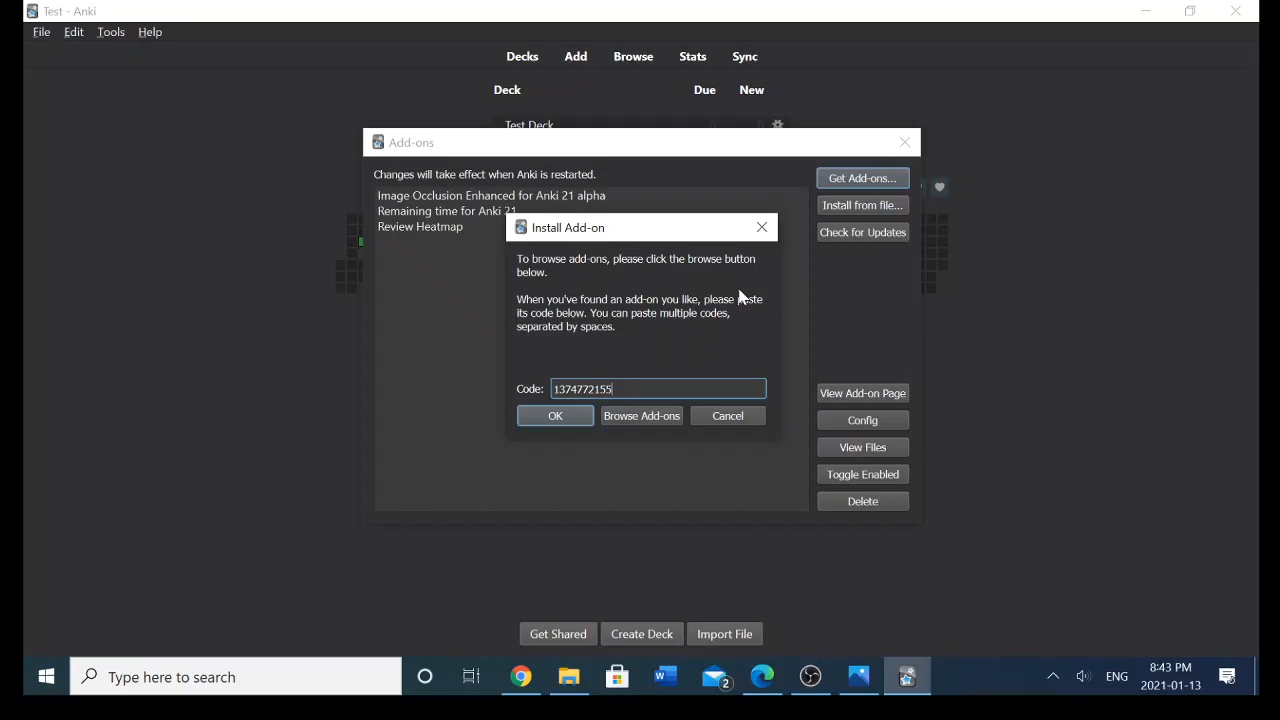 Test - Anki
File Edit Tools Help
Decks Add Browse Stats Sync
Deck Due New
Test Deck
Add-ons
Changes will take effect when Anki is restarted.
Get Add-ons...
Image Occlusion Enhanced for Anki 21 alpha
Install from file...
Remaining time for Anki 21
Review Heatmap
Check for Updates
Install Add-on
To browse add-ons, please click the browse button
below.
When you've found an add-on you like, please paste
its code below. You can paste multiple codes,
separated by spaces.
Code: 1374772155
OK Browse Add-ons Cancel
View Add-on Page
Config
View Files
Toggle Enabled
Delete
Get Shared Create Deck Import File
Type here to search
2
ENG
8:43 PM
2021-01-13